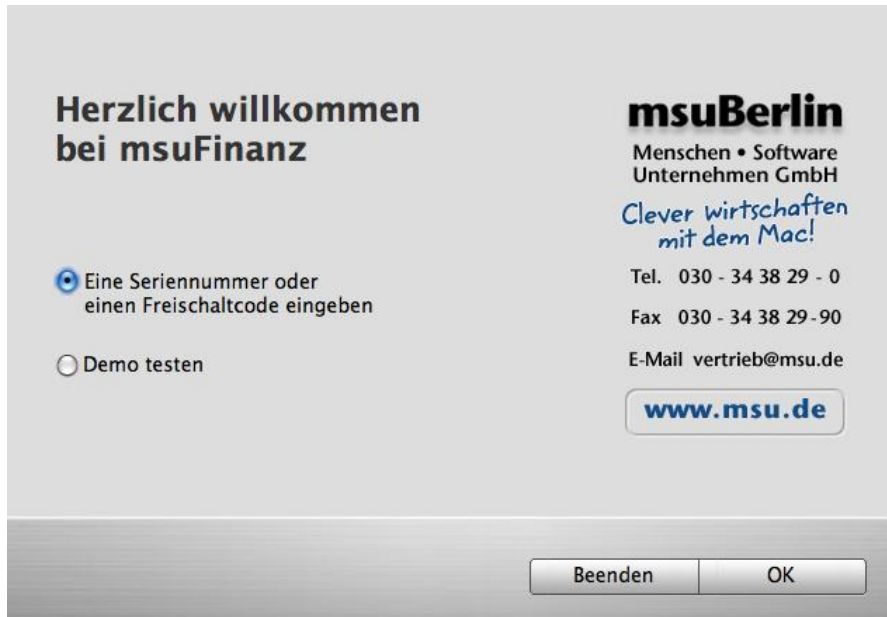 Herzlich willkommen
bei msuFinanz
Eine Seriennummer oder
einen Freischaltcode eingeben
Demo testen
msuBerlin
Menschen • Software
Unternehmen GmbH
Clever wirtschaften
mit dem Mac!
Tel. 030 - 34 38 29 - 0
Fax 030 - 34 38 29-90
E-Mail vertrieb@msu.de
www.msu.de
Beenden
OK